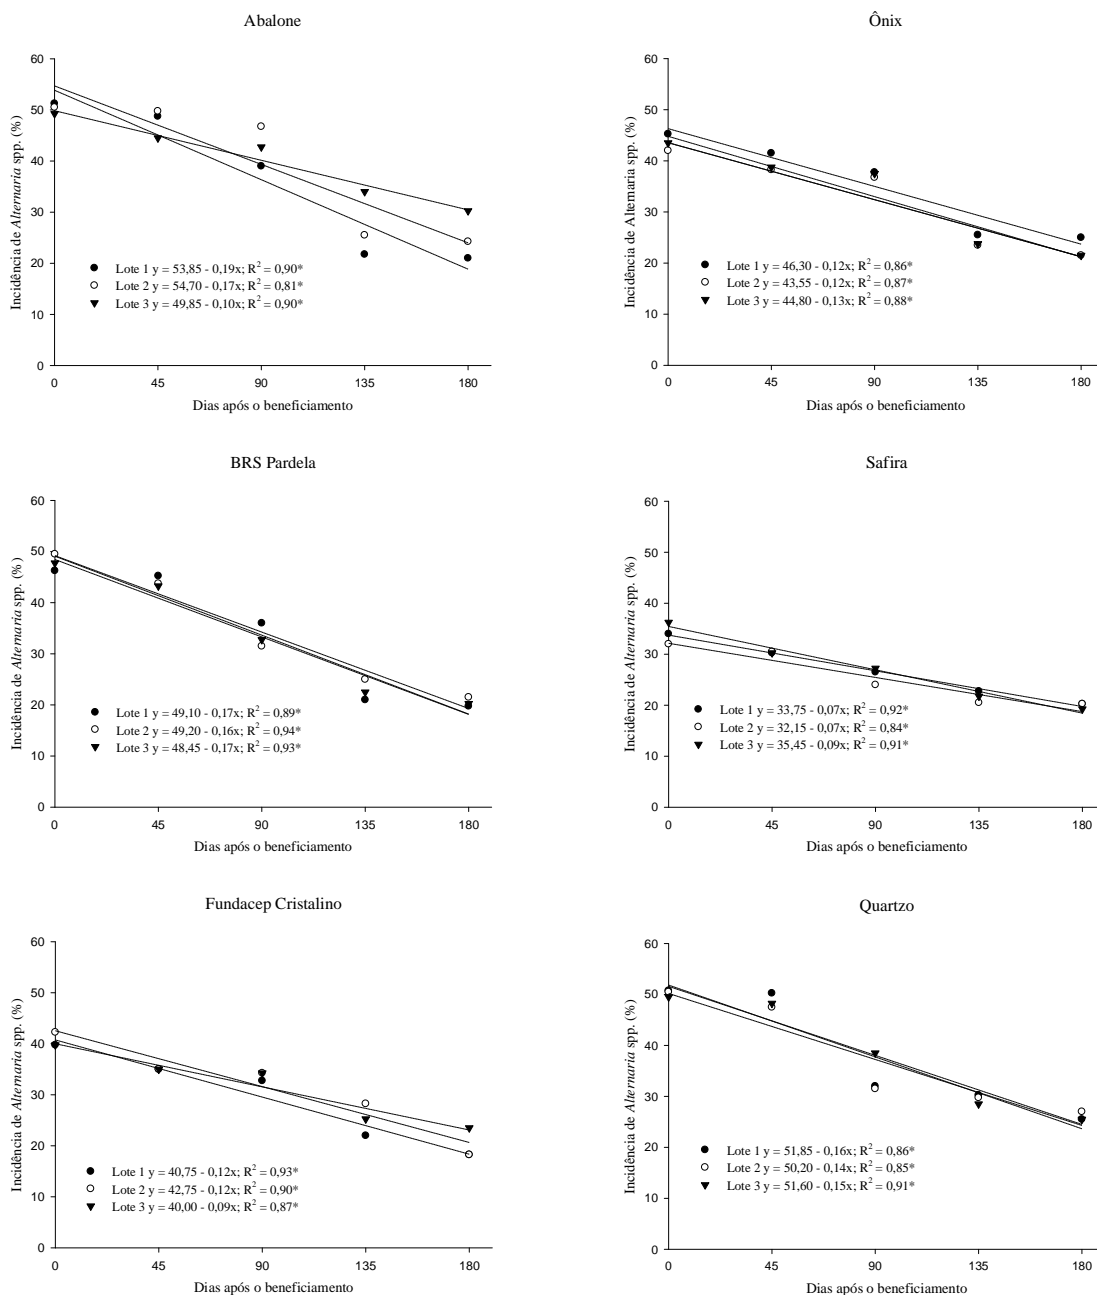 Abalone
60
50
40
30
20
10
0
Incidência de Alternaria spp. (%)
Lote 1 y = 53,85 - 0,19x; R² = 0,90*
Lote 2 y = 54,70 - 0,17x; R² = 0,81*
Lote 3 y = 49,85 - 0,10x; R² = 0,90*
0 45 90 135 180
Dias após o beneficiamento
Ônix
60
50
40
30
20
10
0
Incidência de Alternaria spp. (%)
Lote 1 y = 46,30 - 0,12x; R² = 0,86*
Lote 2 y = 43,55 - 0,12x; R² = 0,87*
Lote 3 y = 44,80 - 0,13x; R² = 0,88*
0 45 90 135 180
Dias após o beneficiamento
BRS Pardela
60
50
40
30
20
10
0
Incidência de Alternaria spp. (%)
Lote 1 y = 49,10 - 0,17x; R² = 0,89*
Lote 2 y = 49,20 - 0,16x; R² = 0,94*
Lote 3 y = 48,45 - 0,17x; R² = 0,93*
0 45 90 135 180
Dias após o beneficiamento
Safira
60
50
40
30
20
10
0
Incidência de Alternaria spp. (%)
Lote 1 y = 33,75 - 0,07x; R² = 0,92*
Lote 2 y = 32,15 - 0,07x; R² = 0,84*
Lote 3 y = 35,45 - 0,09x; R² = 0,91*
0 45 90 135 180
Dias após o beneficiamento
Fundacep Cristalino
60
50
40
30
20
10
0
Incidência de Alternaria spp. (%)
Lote 1 y = 40,75 - 0,12x; R² = 0,93*
Lote 2 y = 42,75 - 0,12x; R² = 0,90*
Lote 3 y = 40,00 - 0,09x; R² = 0,87*
0 45 90 135 180
Dias após o beneficiamento
Quartzo
60
50
40
30
20
10
0
Incidência de Alternaria spp. (%)
Lote 1 y = 51,85 - 0,16x; R² = 0,86*
Lote 2 y = 50,20 - 0,14x; R² = 0,85*
Lote 3 y = 51,60 - 0,15x; R² = 0,91*
0 45 90 135 180
Dias após o beneficiamento